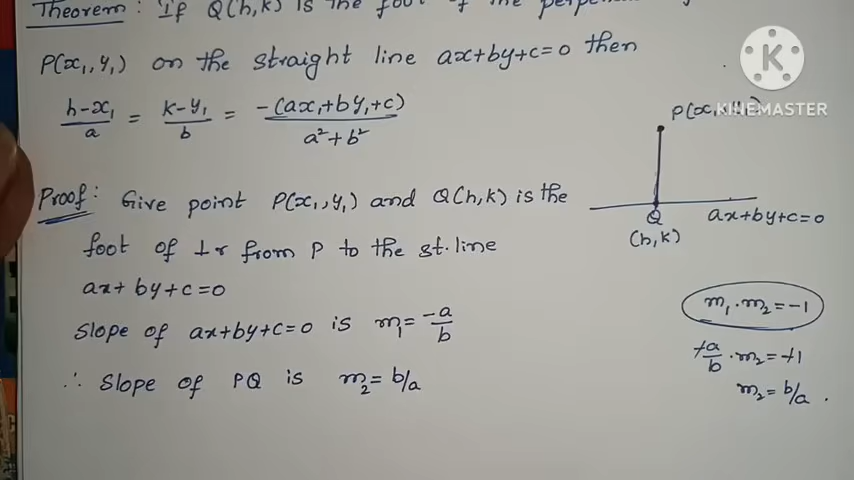 Theorem: If Q(h,k) is the foot of the
P(x₁,y₁) on the straight line ax+by+c=0 then
h-x₁/a = k-y₁/b = -(ax₁+by₁+c)/a²+b²
Proof: Give point P(x₁,y₁) and Q(h,k) is the
foot of ⊥r from P to the st.line
ax+by+c=0
Slope of ax+by+c=0 is m₁=-a/b
∴ Slope of PQ is m₂=b/a
K
KINEMASTER
Q
(h,k)
ax+by+c=0
m₁.m₂=-1
+a/b.m₂=+1
m₂=b/a.